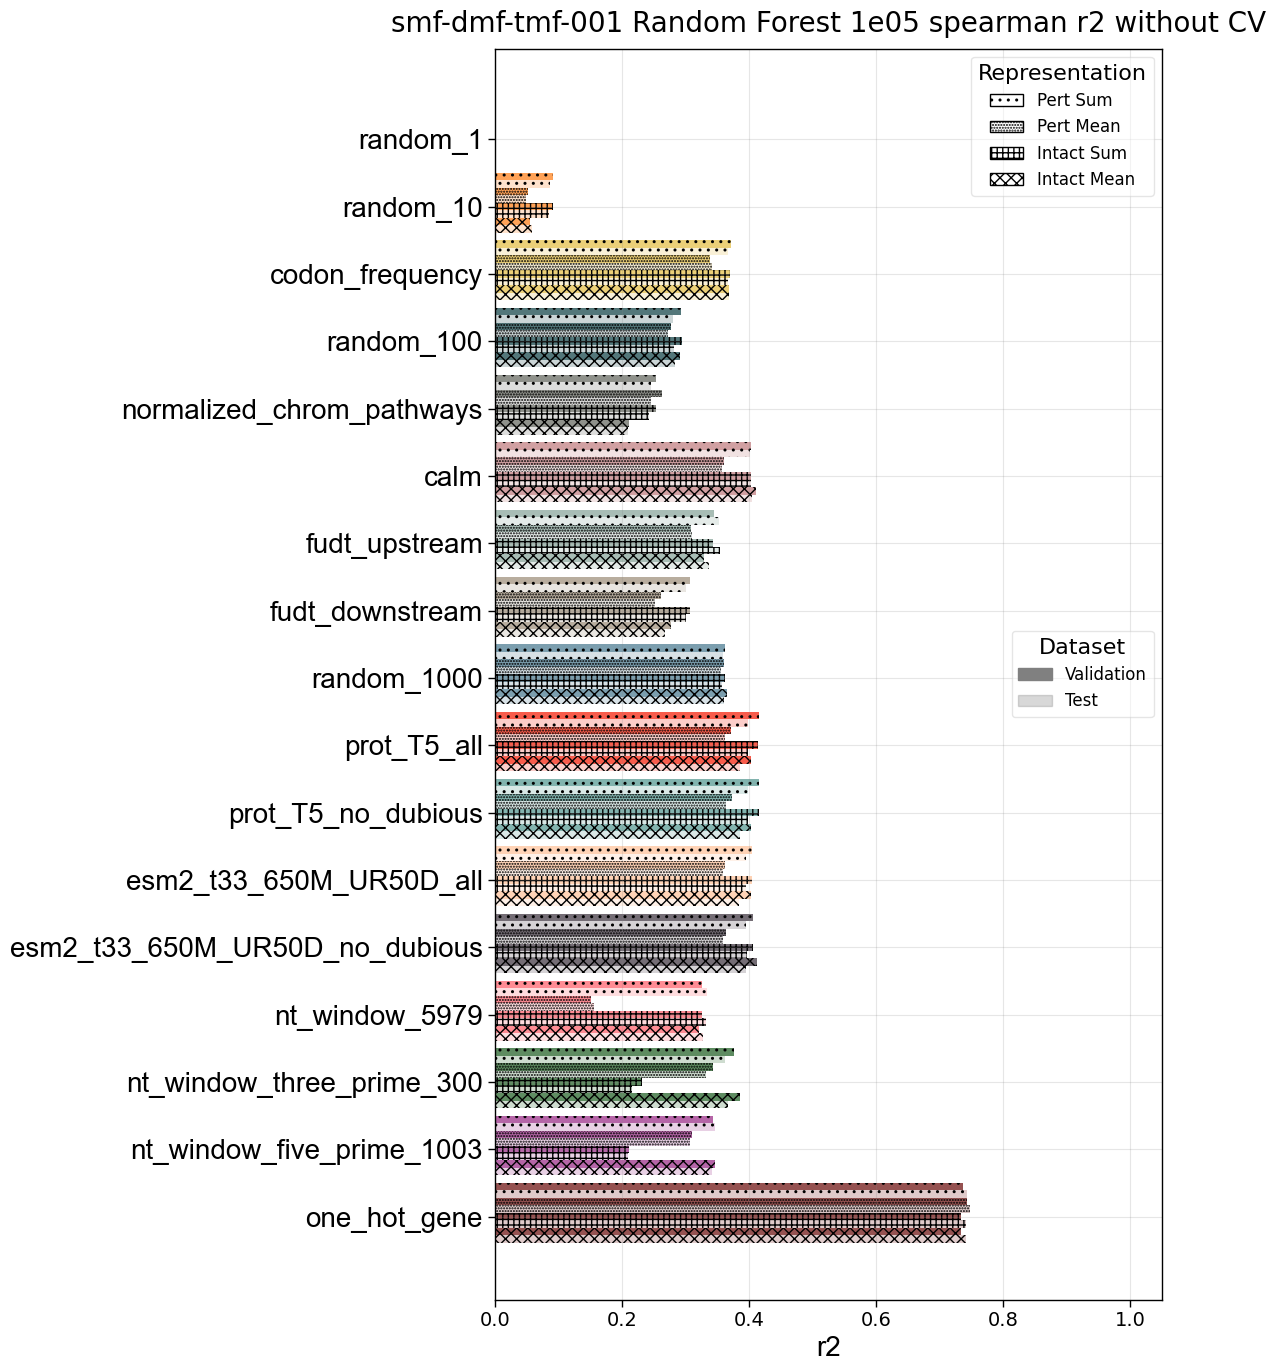 smf-dmf-tmf-001 Random Forest 1e05 spearman r2 without CV
Representation
Pert Sum
Pert Mean
Intact Sum
Intact Mean
random_1
random_10
codon_frequency
random_100
normalized_chrom_pathways
calm
fudt_upstream
fudt_downstream
Dataset
Validation
Test
random_1000
prot_T5_all
prot_T5_no_dubious
esm2_t33_650M_UR50D_all
esm2_t33_650M_UR50D_no_dubious
nt_window_5979
nt_window_three_prime_300
nt_window_five_prime_1003
one_hot_gene
0.0 0.2 0.4 0.6 0.8 1.0
r2